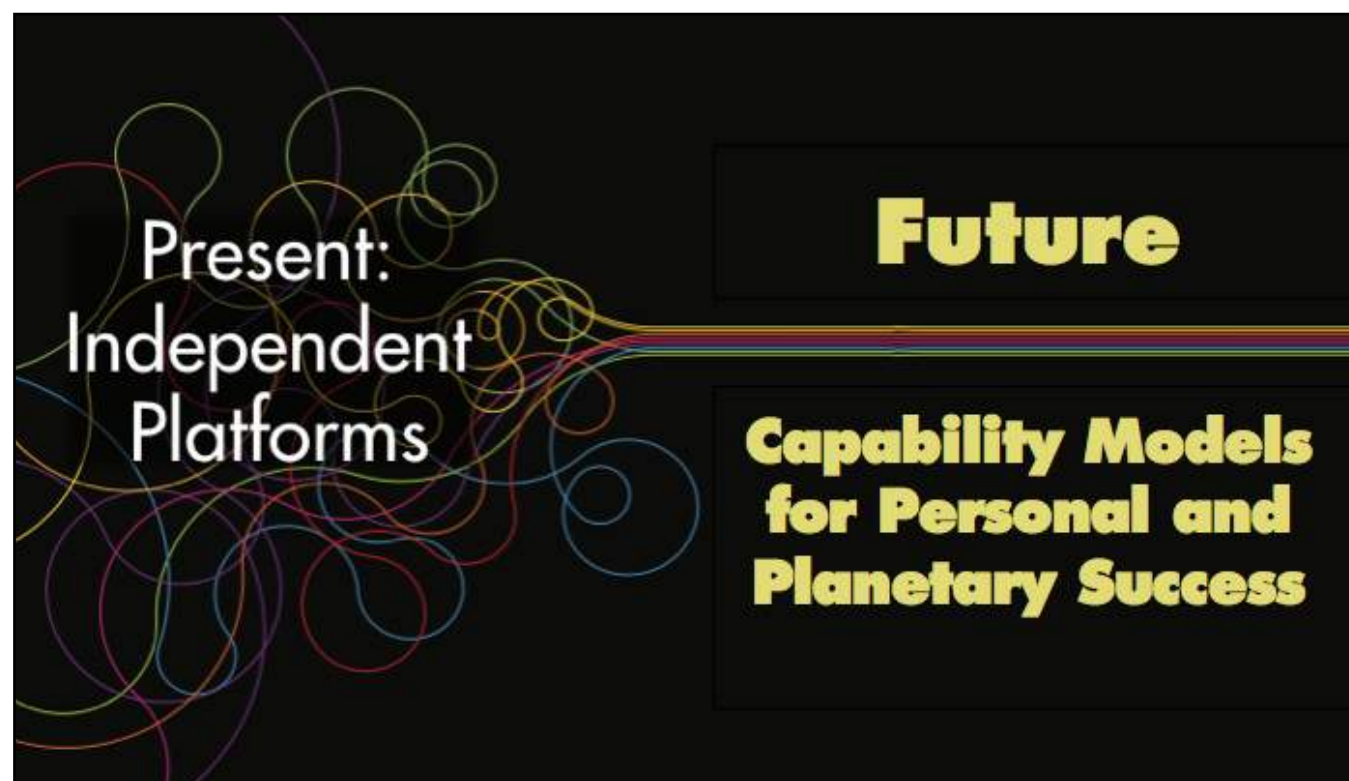 Present:
Independent
Platforms
Future
Capability Models
for Personal and
Planetary Success